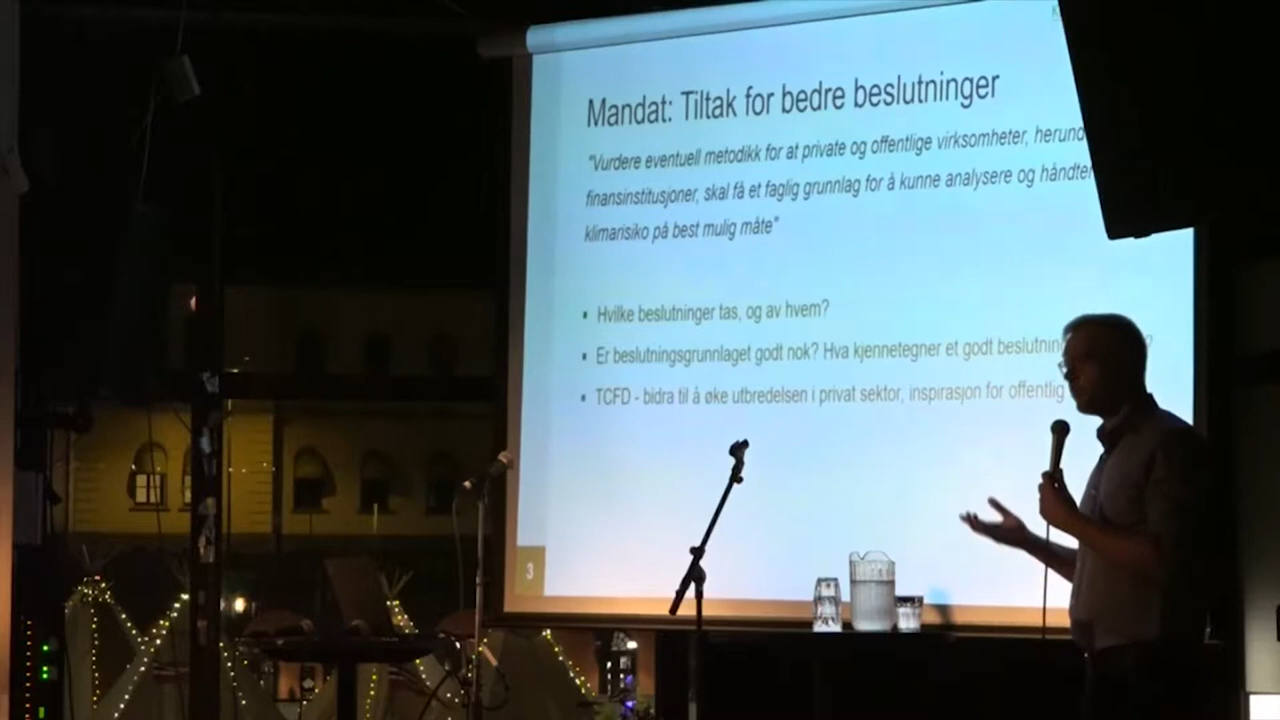 Mandat: Tiltak for bedre beslutninger
"Vurdere eventuell metodikk for at private og offentlige virksomheter, herund
finansinstitusjoner, skal få et faglig grunnlag for å kunne analysere og håndter
klimarisiko på best mulig måte"
▪ Hvilke beslutninger tas, og av hvem?
▪ Er beslutningsgrunnlaget godt nok? Hva kjennetegner et godt beslutnin ?
▪ TCFD - bidra til å øke utbredelsen i privat sektor, inspirasjon for offentlig
3